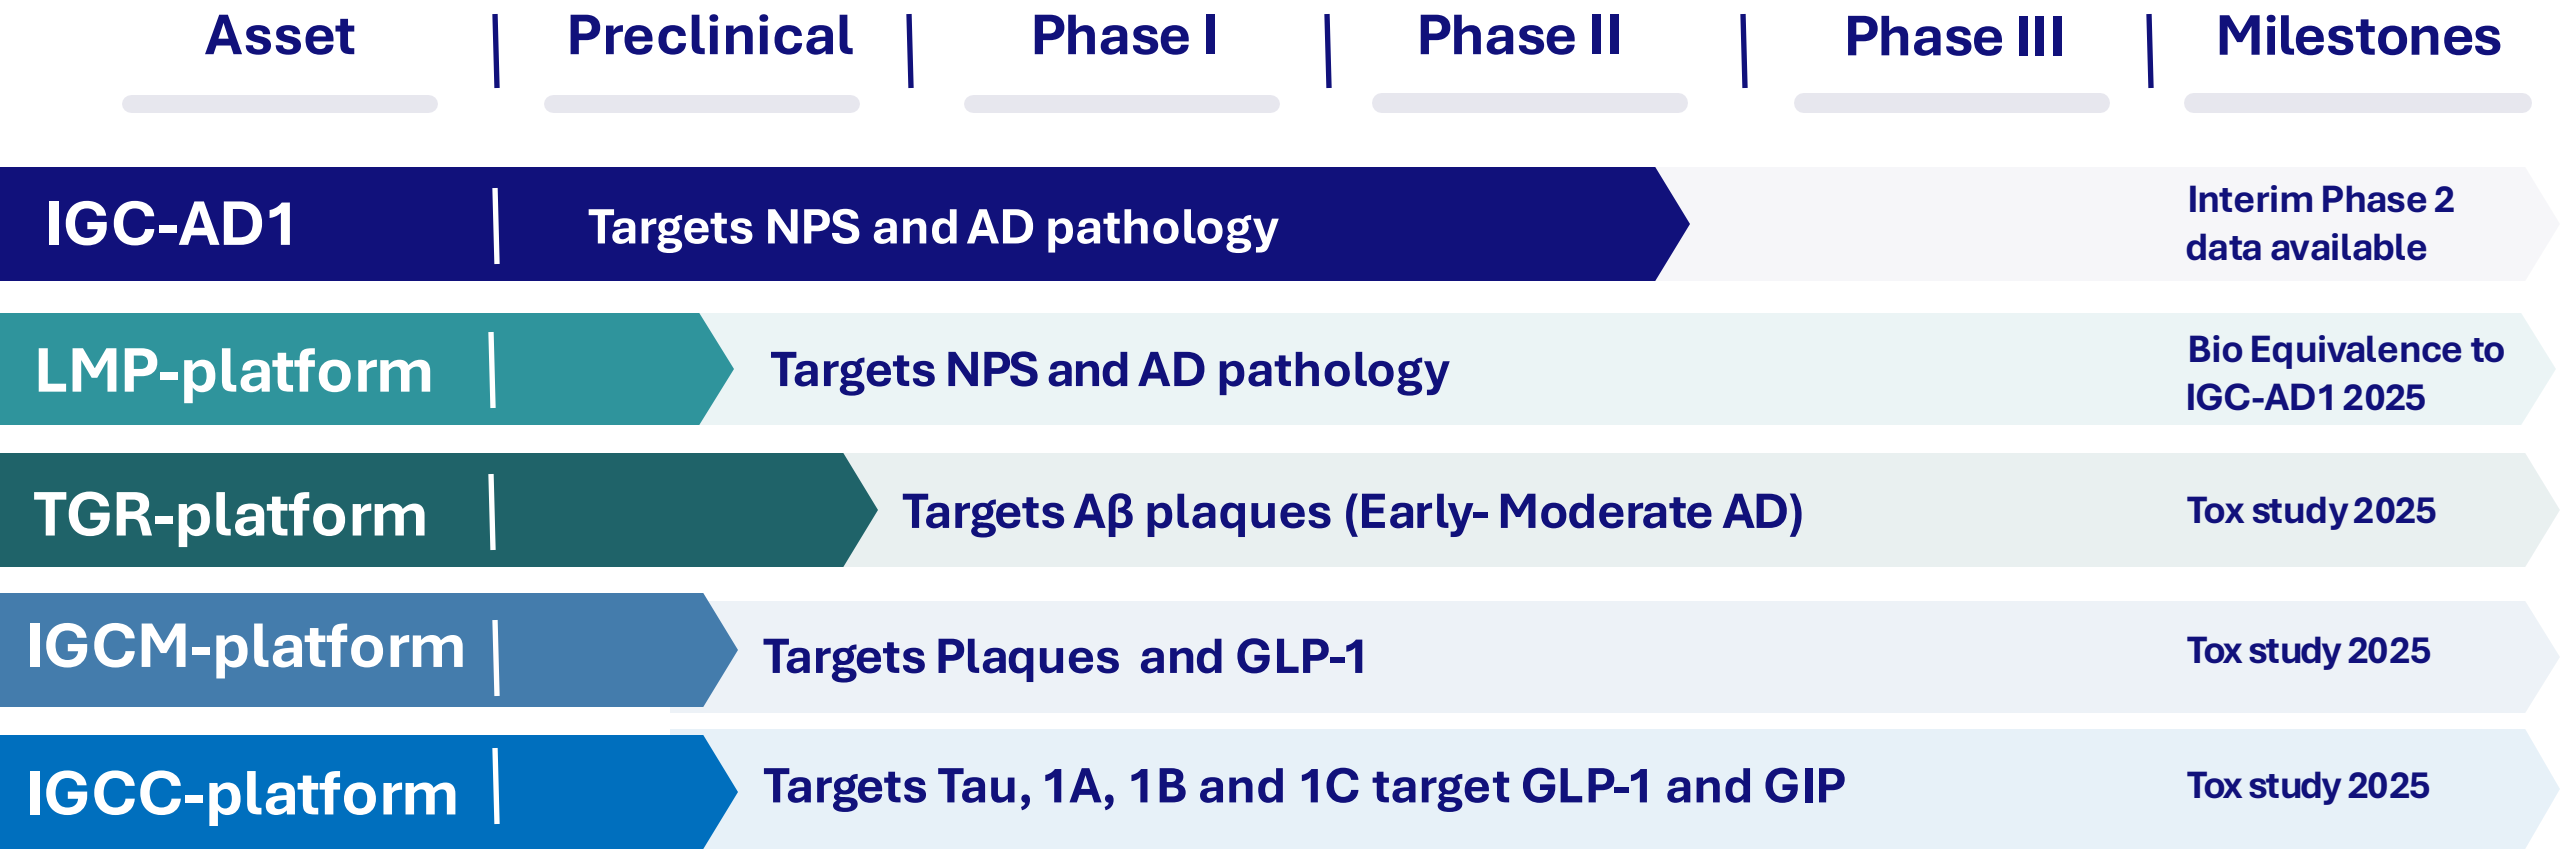 Asset
Preclinical
Phase I
Phase II
Phase III
Milestones
IGC-AD1
Targets NPS and AD pathology
Interim Phase 2
data available
LMP-platform
Targets NPS and AD pathology
Bio Equivalence to
IGC-AD1 2025
TGR-platform
Targets Aβ plaques (Early- Moderate AD)
Tox study 2025
IGCM-platform
Targets Plaques  and GLP-1
Tox study 2025
IGCC-platform
Targets Tau, 1A, 1B and 1C target GLP-1 and GIP
Tox study 2025